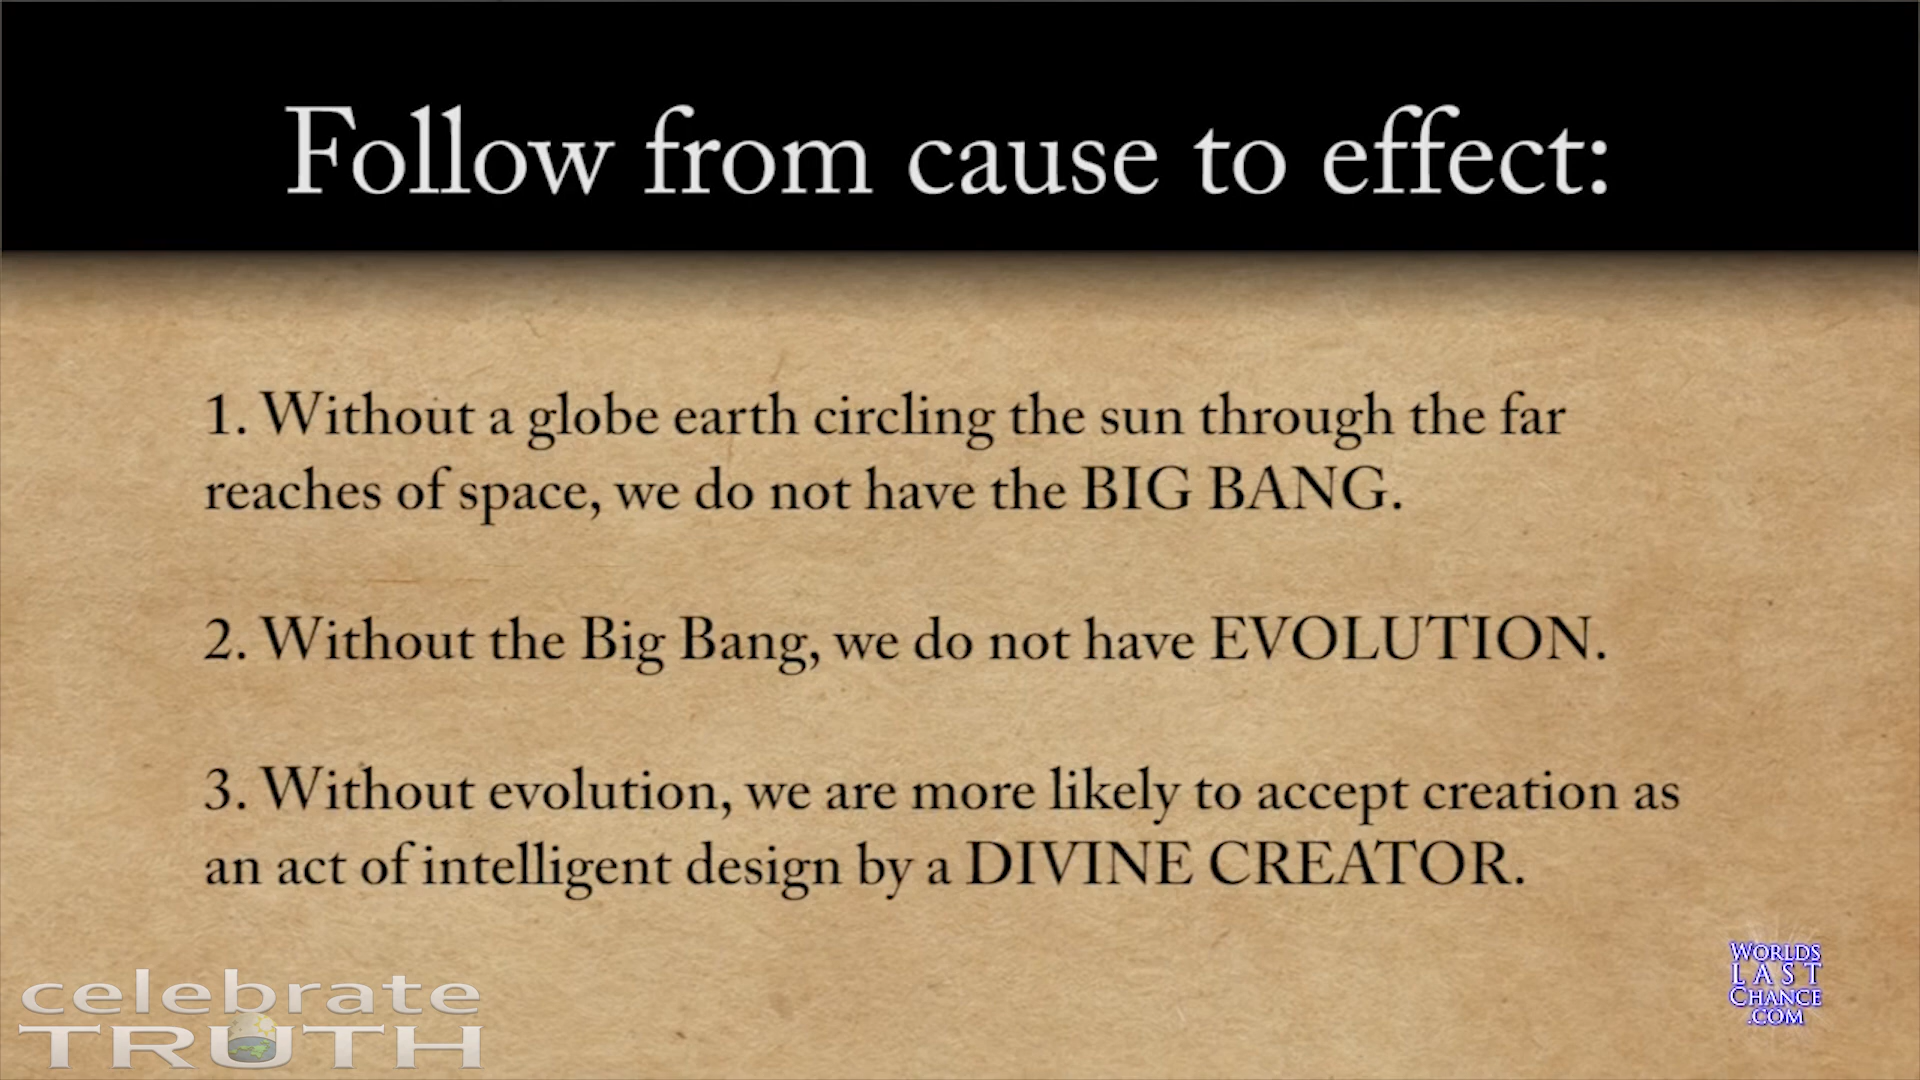 Follow from cause to effect:
1. Without a globe earth circling the sun through the far
reaches of space, we do not have the BIG BANG.
2. Without the Big Bang, we do not have EVOLUTION.
3. Without evolution, we are more likely to accept creation as
an act of intelligent design by a DIVINE CREATOR.
celebrate
TRUTH
WORLDS
LAST
CHANCE
.COM